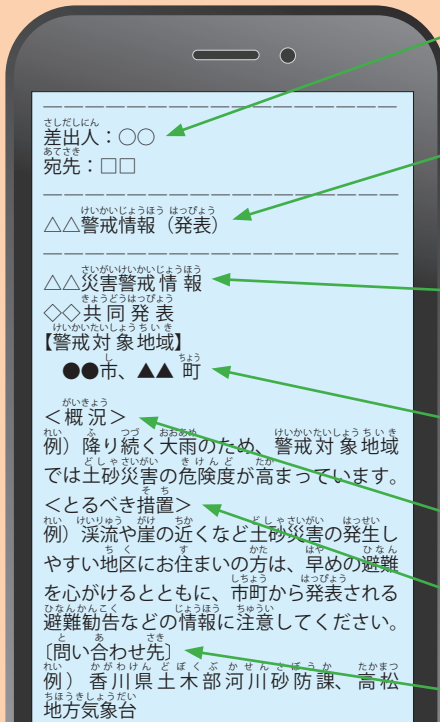 差出人：○○
宛先：□□
△△警戒情報（発表）
△△災害警戒情報
◇◇共同発表
【警戒対象地域】
●●市、▲▲町
＜概況＞
例）降り続く大雨のため、警戒対象地域
では土砂災害の危険度が高まっています。
＜とるべき措置＞
例）渓流や崖の近くなど土砂災害の発生し
やすい地区にお住まいの方は、早めの避難
を心がけるとともに、市町から発表される
避難勧告などの情報に注意してください。
〔問い合わせ先〕
例）香川県土木部河川砂防課、高松
地方気象台